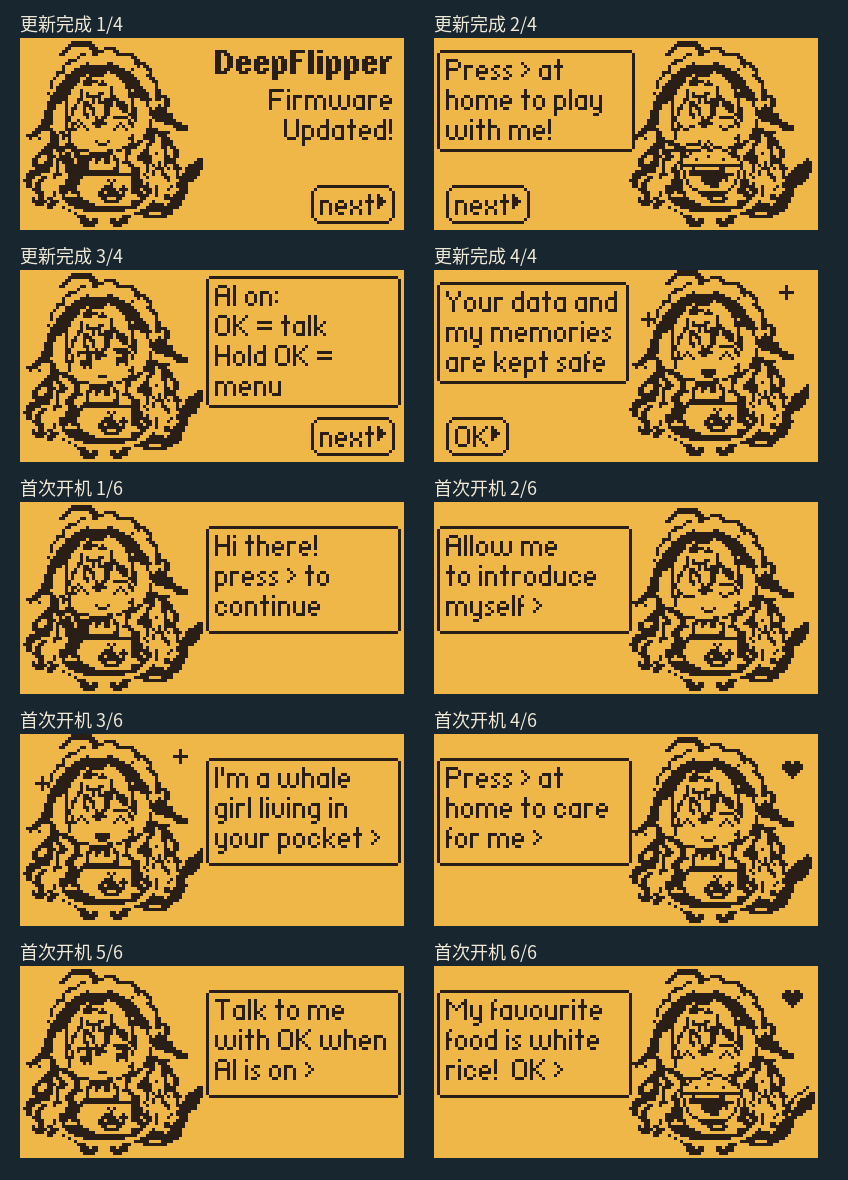 更新完成 1/4
DeepFlipper
Firmware
Updated!
next
更新完成 2/4
Press > at
home to play
with me!
next
更新完成 3/4
AI on:
OK = talk
Hold OK =
menu
next
更新完成 4/4
Your data and
my memories
are kept safe
OK
首次开机 1/6
Hi there!
press > to
continue
首次开机 2/6
Allow me
to introduce
myself >
首次开机 3/6
I'm a whale
girl living in
your pocket >
首次开机 4/6
Press > at
home to care
for me >
首次开机 5/6
Talk to me
with OK when
AI is on >
首次开机 6/6
My favourite
food is white
rice! OK >